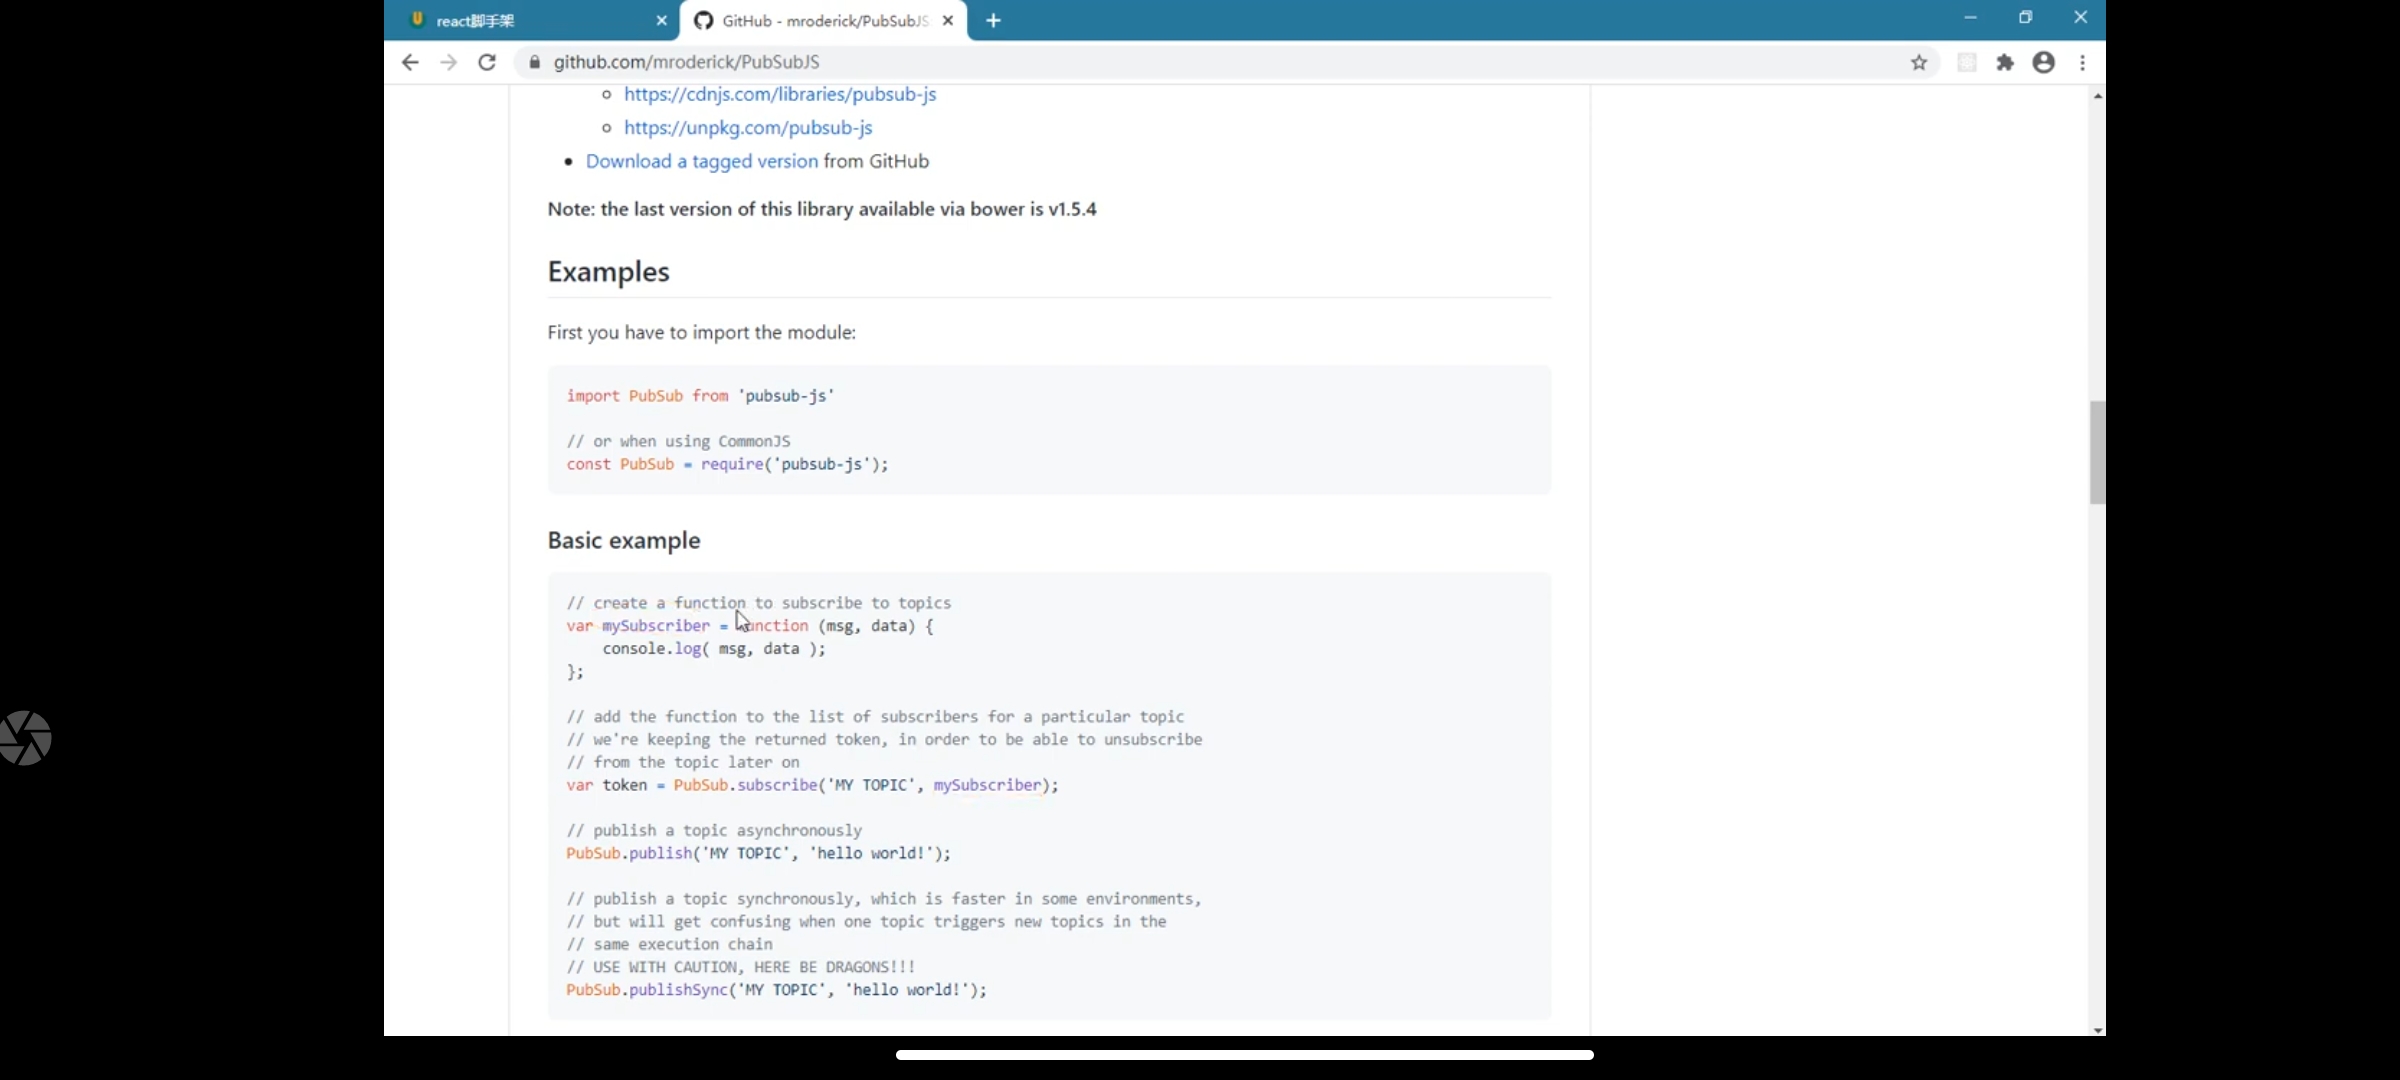 react脚手架
GitHub - mroderick/PubSubJS
github.com/mroderick/PubSubJS
https://cdnjs.com/libraries/pubsub-js
https://unpkg.com/pubsub-js
Download a tagged version from GitHub
Note: the last version of this library available via bower is v1.5.4
Examples
First you have to import the module:
import PubSub from 'pubsub-js'
// or when using CommonJS
const PubSub = require('pubsub-js');
Basic example
// create a function to subscribe to topics
var mySubscriber = function (msg, data) {
console.log( msg, data );
};
// add the function to the list of subscribers for a particular topic
// we're keeping the returned token, in order to be able to unsubscribe
// from the topic later on
var token = PubSub.subscribe('MY TOPIC', mySubscriber);
// publish a topic asynchronously
PubSub.publish('MY TOPIC', 'hello world!');
// publish a topic synchronously, which is faster in some environments,
// but will get confusing when one topic triggers new topics in the
// same execution chain
// USE WITH CAUTION, HERE BE DRAGONS!!!
PubSub.publishSync('MY TOPIC', 'hello world!');